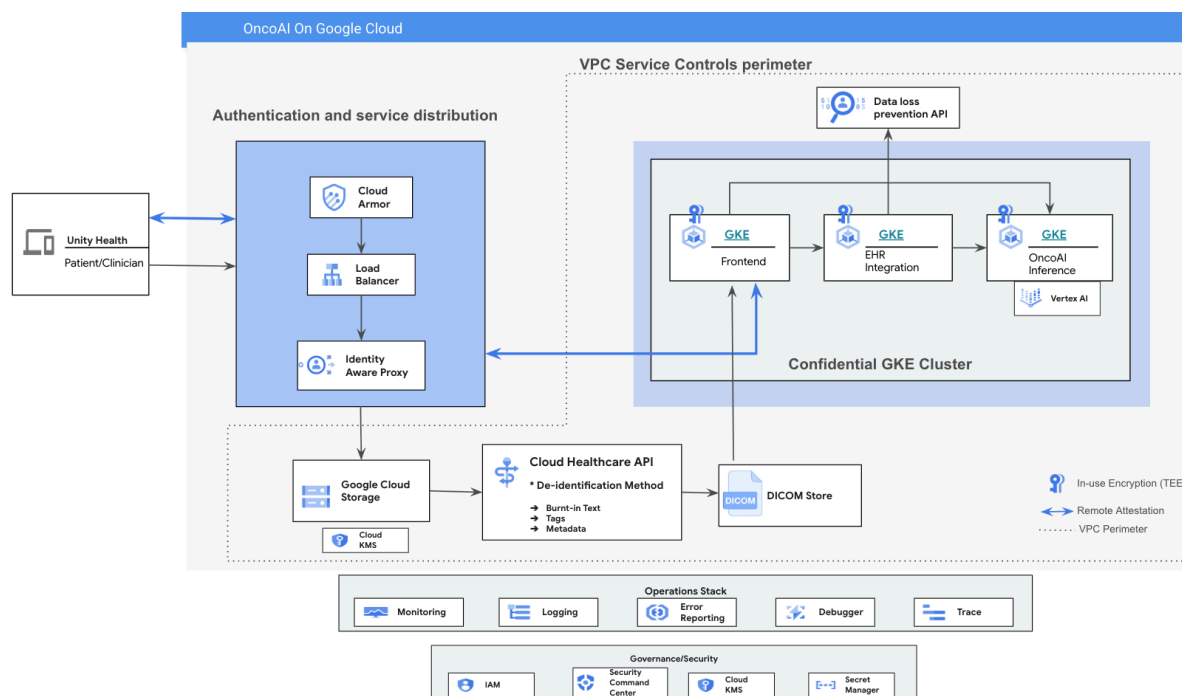 OncoAI On Google Cloud
VPC Service Controls perimeter
Authentication and service distribution
Data loss
prevention API
Cloud
Armor
Unity Health
Patient/Clinician
Load
Balancer
Identity
Aware Proxy
GKE
Frontend
GKE
EHR
Integration
GKE
OncoAI
Inference
Vertex AI
Confidential GKE Cluster
Google Cloud
Storage
Cloud
KMS
Cloud Healthcare API
* De-identification Method
➔ Burnt-in Text
➔ Tags
➔ Metadata
DICOM
DICOM Store
In-use Encryption (TEE
Remote Attestation
VPC Perimeter
Operations Stack
Monitoring
Logging
Error
Reporting
Debugger
Trace
Governance/Security
IAM
Security
Command
Center
Cloud
KMS
Secret
Manager